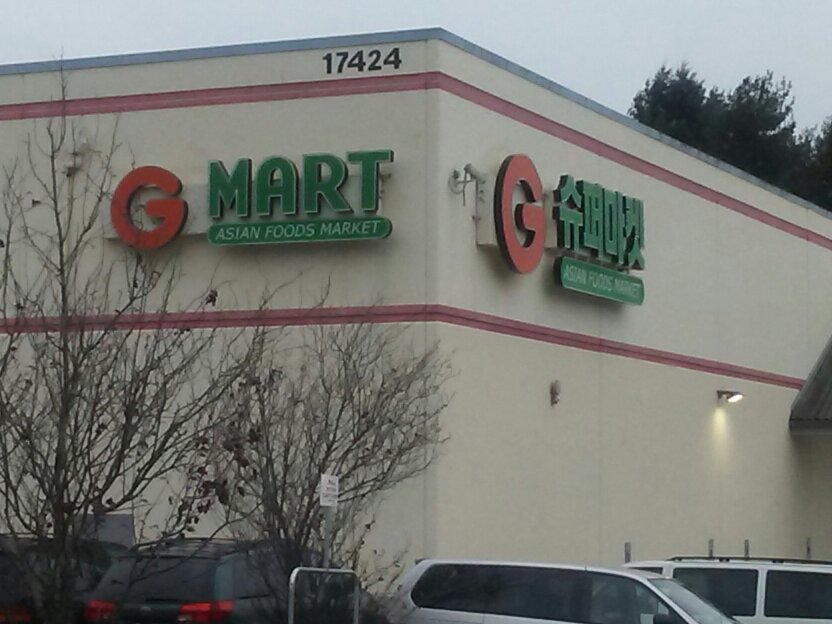 17424
G MART
ASIAN FOODS MARKET
G 슈퍼마켓
ASIAN FOODS MARKET